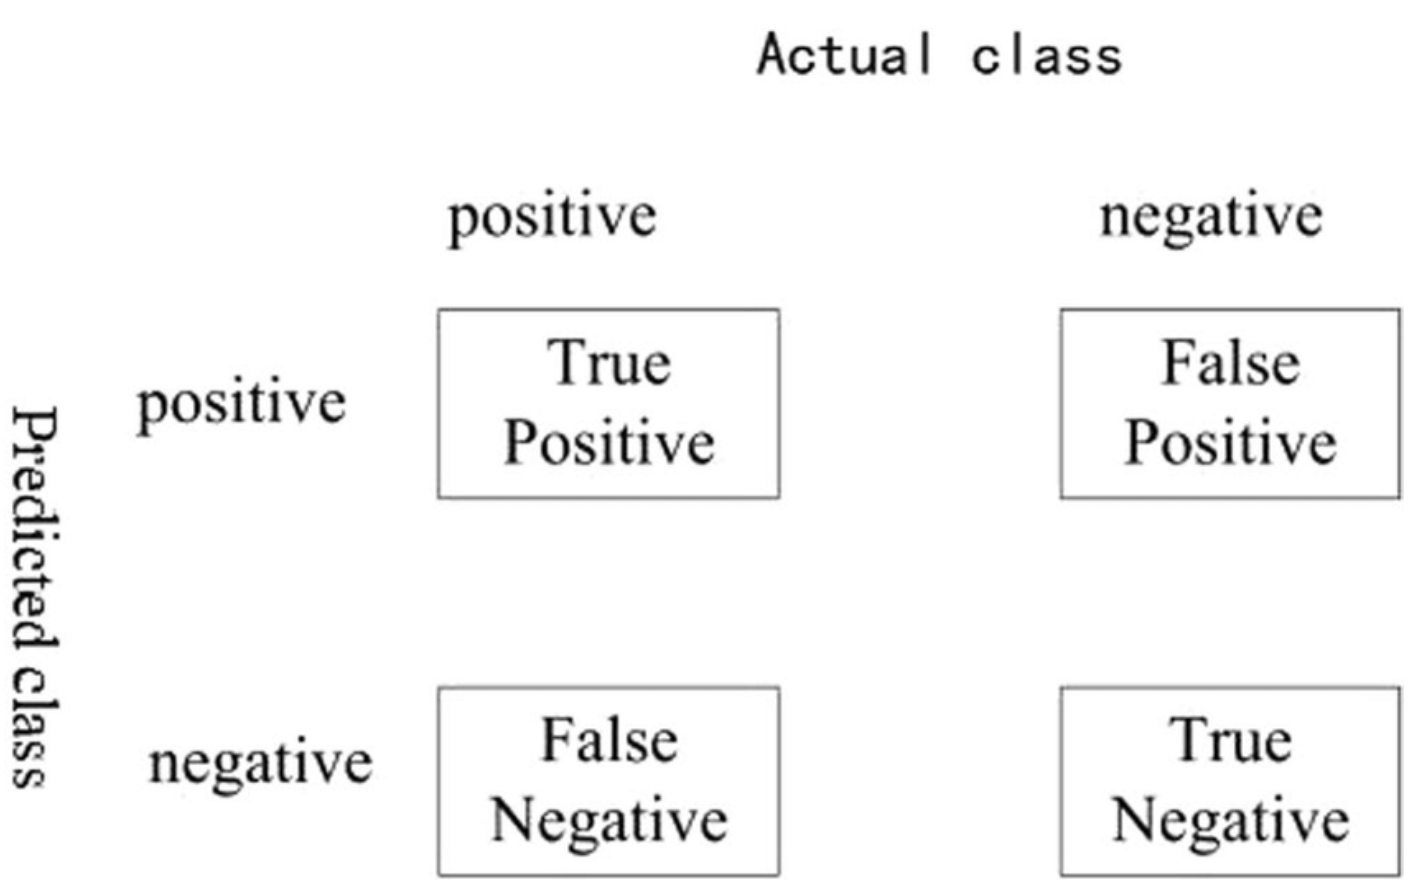 Actual class
positive negative
positive
True
Positive
False
Positive
Predicted class
negative
False
Negative
True
Negative